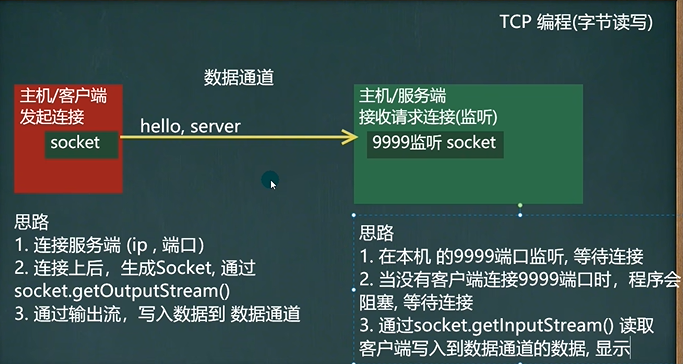 TCP 编程(字节读写)
数据通道
主机/客户端
发起连接
socket
hello, server
主机/服务端
接收请求连接(监听)
9999监听 socket
思路
1. 连接服务端 (ip , 端口)
2. 连接上后，生成Socket, 通过
socket.getOutputStream()
3. 通过输出流，写入数据到 数据通道
思路
1. 在本机 的9999端口监听, 等待连接
2. 当没有客户端连接9999端口时，程序会
阻塞, 等待连接
3. 通过socket.getInputStream() 读取
客户端写入到数据通道的数据, 显示